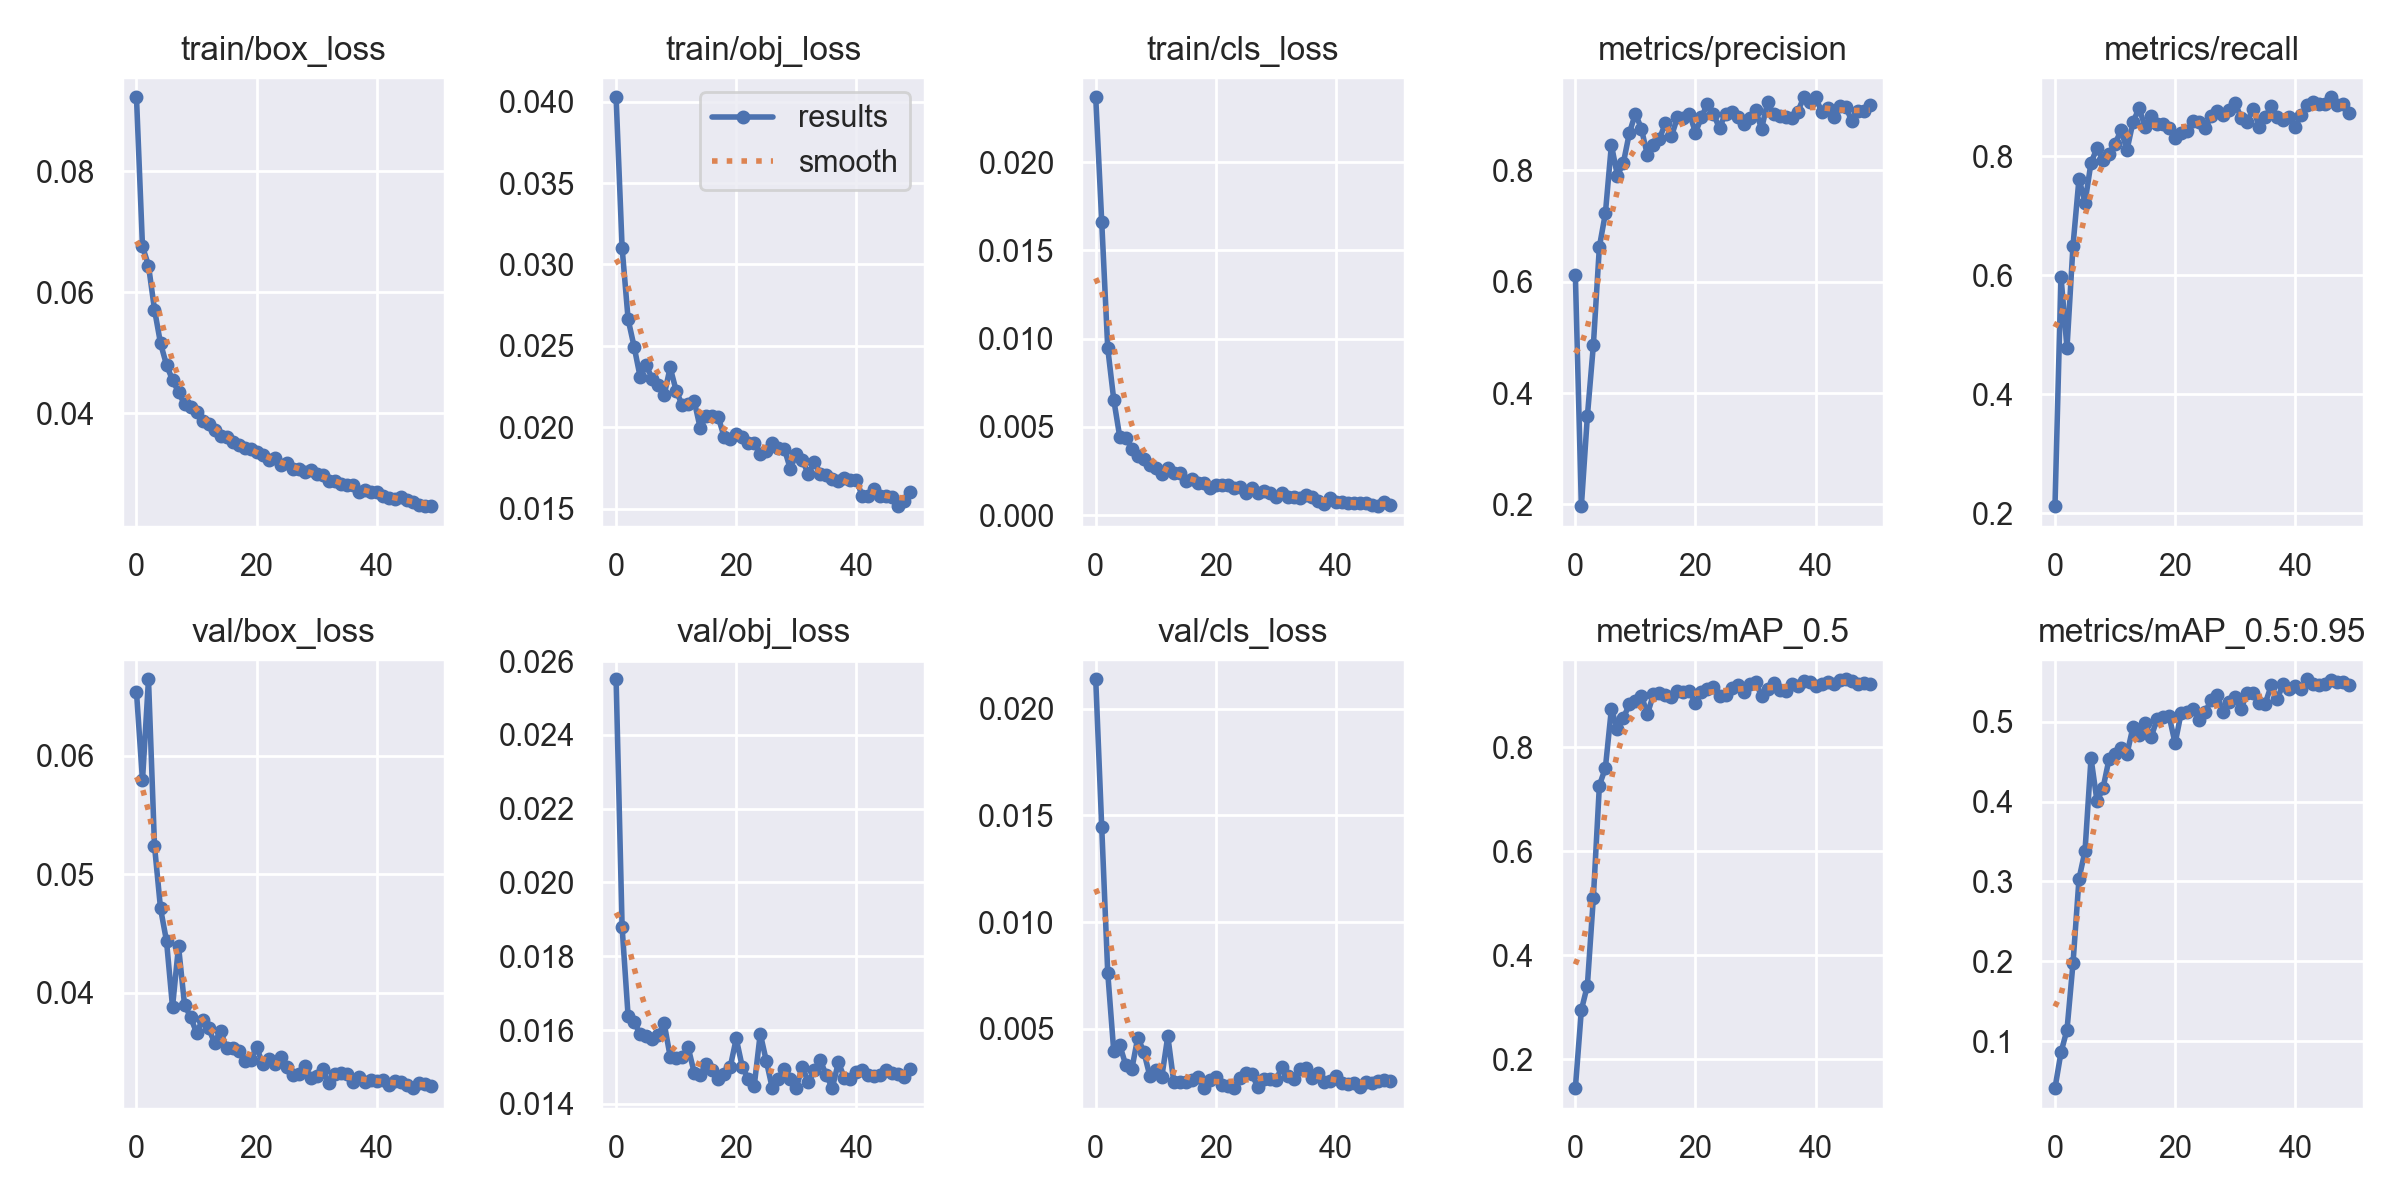 train/box_loss
train/obj_loss
train/cls_loss
metrics/precision
metrics/recall
0.08
0.06
0.04
0 20 40
0.040
0.035
0.030
0.025
0.020
0.015
0 20 40
results
smooth
0.020
0.015
0.010
0.005
0.000
0 20 40
0.8
0.6
0.4
0.2
0 20 40
0.8
0.6
0.4
0.2
0 20 40
val/box_loss
val/obj_loss
val/cls_loss
metrics/mAP_0.5
metrics/mAP_0.5:0.95
0.06
0.05
0.04
0 20 40
0.026
0.024
0.022
0.020
0.018
0.016
0.014
0 20 40
0.020
0.015
0.010
0.005
0 20 40
0.8
0.6
0.4
0.2
0 20 40
0.5
0.4
0.3
0.2
0.1
0 20 40